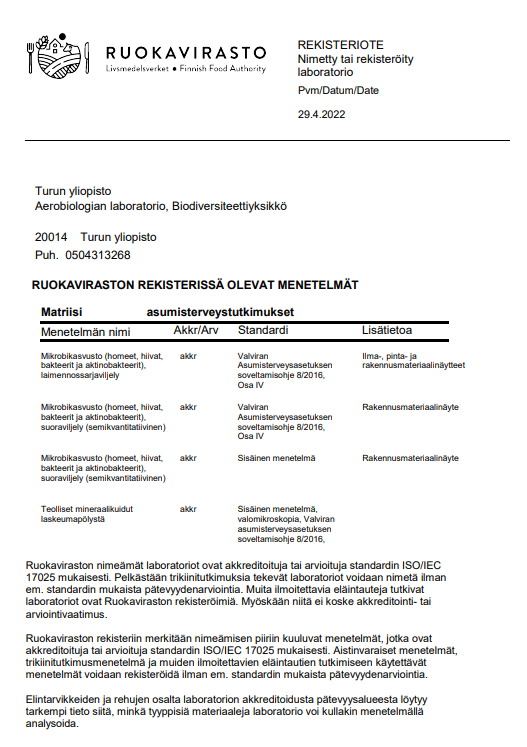 RUOKAVIRASTO
Livsmedelsverket • Finnish Food Authority
REKISTERIOTE
Nimetty tai rekisteröity
laboratorio
Pvm/Datum/Date
29.4.2022
Turun yliopisto
Aerobiologian laboratorio, Biodiversiteettiyksikkö
20014 Turun yliopisto
Puh. 0504313268
RUOKAVIRASTON REKISTERISSÄ OLEVAT MENETELMÄT
Matriisi asumisterveystutkimukset
Menetelmän nimi Akkr/Arv Standardi Lisätietoa
Mikrobikasvusto (homeet, hiivat, akkr Valviran Ilma-, pinta- ja
bakteerit ja aktinobakteerit), Asumisterveysasetuksen rakennusmateriaalinäytteet
laimennossarjaviljely soveltamisohje 8/2016,
Osa IV
Mikrobikasvusto (homeet, hiivat, akkr Valviran Rakennusmateriaalinäyte
bakteerit ja aktinobakteerit), Asumisterveysasetuksen
suoraviljely (semikvantitatiivinen) soveltamisohje 8/2016,
Osa IV
Mikrobikasvusto (homeet, hiivat, akkr Sisäinen menetelmä Rakennusmateriaalinäyte
bakteerit ja aktinobakteerit),
suoraviljely (semikvantitatiivinen)
Teolliset mineraalikuidut akkr Sisäinen menetelmä,
laskeumapölystä valomikroskopia, Valviran
asumisterveysasetuksen
soveltamisohje 8/2016,
Ruokaviraston nimeämät laboratoriot ovat akkreditoituja tai arvioituja standardin ISO/IEC
17025 mukaisesti. Pelkästään trikiinitutkimuksia tekevät laboratoriot voidaan nimetä ilman
em. standardin mukaista pätevyydenarviointia. Muita ilmoitettavia eläintauteja tutkivat
laboratoriot ovat Ruokaviraston rekisteröimiä. Myöskään niitä ei koske akkreditointi- tai
arviointivaatimus.
Ruokaviraston rekisteriin merkitään nimeämisen piiriin kuuluvat menetelmät, jotka ovat
akkreditoituja tai arvioituja standardin ISO/IEC 17025 mukaisesti. Aistinvaraiset menetelmät,
trikiinitutkimusmenetelmä ja muiden ilmoitettavien eläintautien tutkimiseen käytettävät
menetelmät voidaan rekisteröidä ilman em. standardin mukaista pätevyydenarviointia.
Elintarvikkeiden ja rehujen osalta laboratorion akkreditoidusta pätevyysalueesta löytyy
tarkempi tieto siitä, minkä tyyppisiä materiaaleja laboratorio voi kullakin menetelmällä
analysoida.